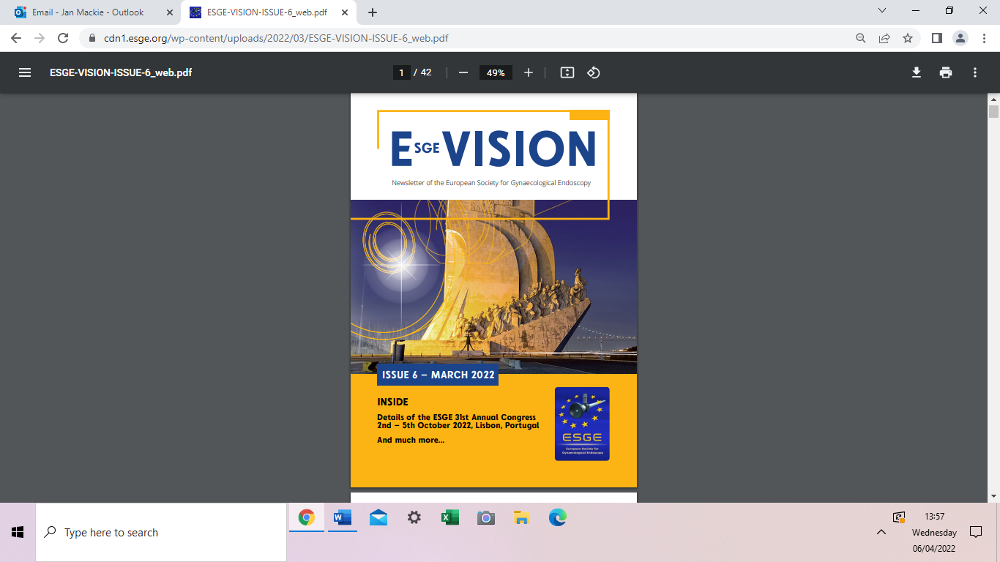 Email - Jan Mackie - Outlook
ESGE-VISION-ISSUE-6_web.pdf
cdn1.esge.org/wp-content/uploads/2022/03/ESGE-VISION-ISSUE-6_web.pdf
ESGE-VISION-ISSUE-6_web.pdf
1 / 42
49%
ESGE VISION
Newsletter of the European Society for Gynaecological Endoscopy
ISSUE 6 – MARCH 2022
INSIDE
Details of the ESGE 31st Annual Congress
2nd – 5th October 2022, Lisbon, Portugal
And much more...
ESGE
European Society for
Gynaecological Endoscopy
Type here to search
13:57
Wednesday
06/04/2022